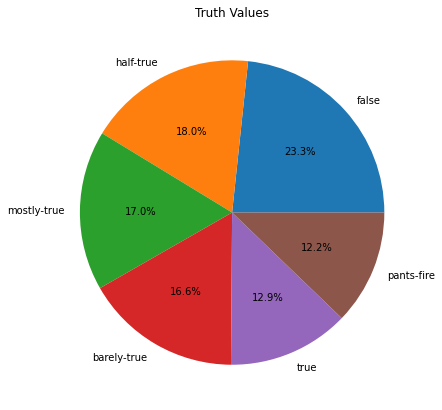 Truth Values
half-true
false
18.0%
23.3%
mostly-true
17.0%
12.2%
pants-fire
16.6%
12.9%
barely-true
true